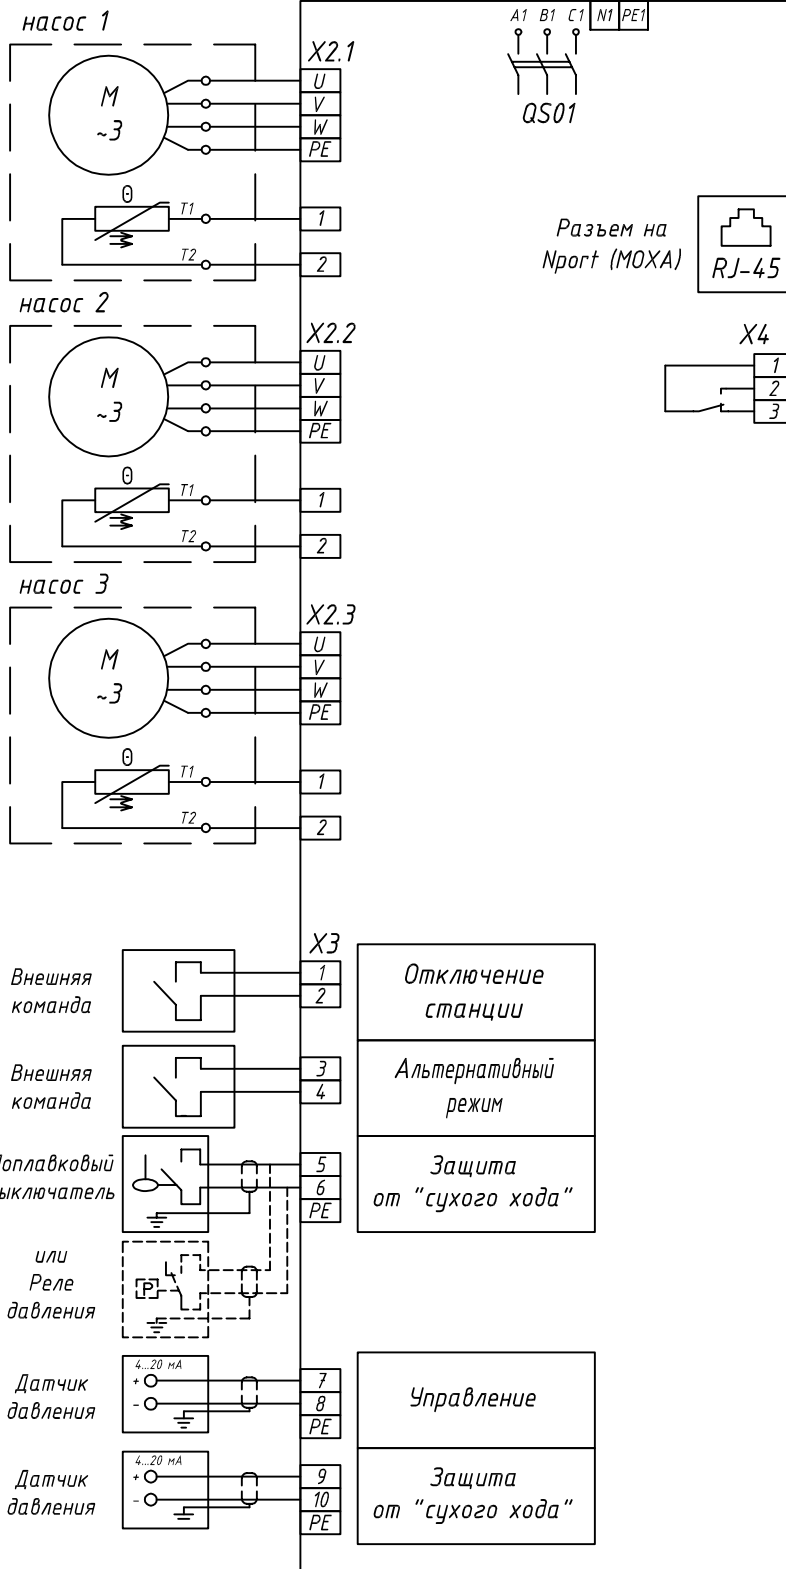 насос 1
A1 B1 C1 N1 PE1
QS01
X2.1
M
~3
U
V
W
PE
θ
T1
1
T2
2
Разъем на
Nport (MOXA)
RJ-45
насос 2
X2.2
M
~3
U
V
W
PE
θ
T1
1
T2
2
X4
1
2
3
насос 3
X2.3
M
~3
U
V
W
PE
θ
T1
1
T2
2
X3
Внешняя
команда
1
2
Отключение
станции
Внешняя
команда
3
4
Альтернативный
режим
оплавковый
ыключатель
5
6
PE
Защита
от "сухого хода"
или
Реле
давления
P
Датчик
давления
4...20 мА
+
-
7
8
PE
Управление
Датчик
давления
4...20 мА
+
-
9
10
PE
Защита
от "сухого хода"